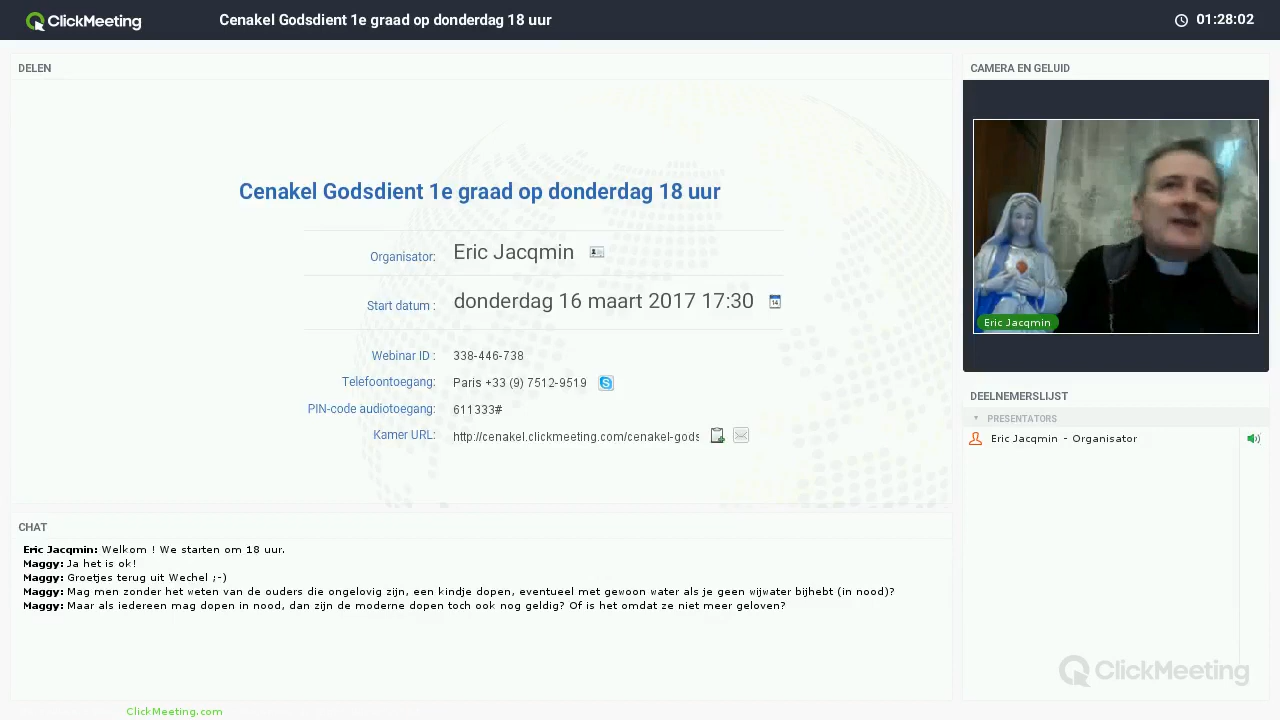 ClickMeeting
Cenakel Godsdient 1e graad op donderdag 18 uur
01:28:02
DELEN
Cenakel Godsdient 1e graad op donderdag 18 uur
Organisator: Eric Jacqmin
Start datum : donderdag 16 maart 2017 17:30
14
Webinar ID : 338-446-738
Telefoontoegang: Paris +33 (9) 7512-9519
PIN-code audiotoegang: 611333#
Kamer URL: http://cenakel.clickmeeting.com/cenakel-gods
CAMERA EN GELUID
Eric Jacqmin
DEELNEMERSLIJST
PRESENTATORS
Eric Jacqmin - Organisator
CHAT
Eric Jacqmin: Welkom ! We starten om 18 uur.
Maggy: Ja het is ok!
Maggy: Groetjes terug uit Wechel ;-)
Maggy: Mag men zonder het weten van de ouders die ongelovig zijn, een kindje dopen, eventueel met gewoon water als je geen wijwater bijhebt (in nood)?
Maggy: Maar als iedereen mag dopen in nood, dan zijn de moderne dopen toch ook nog geldig? Of is het omdat ze niet meer geloven?
ClickMeeting
ClickMeeting.com